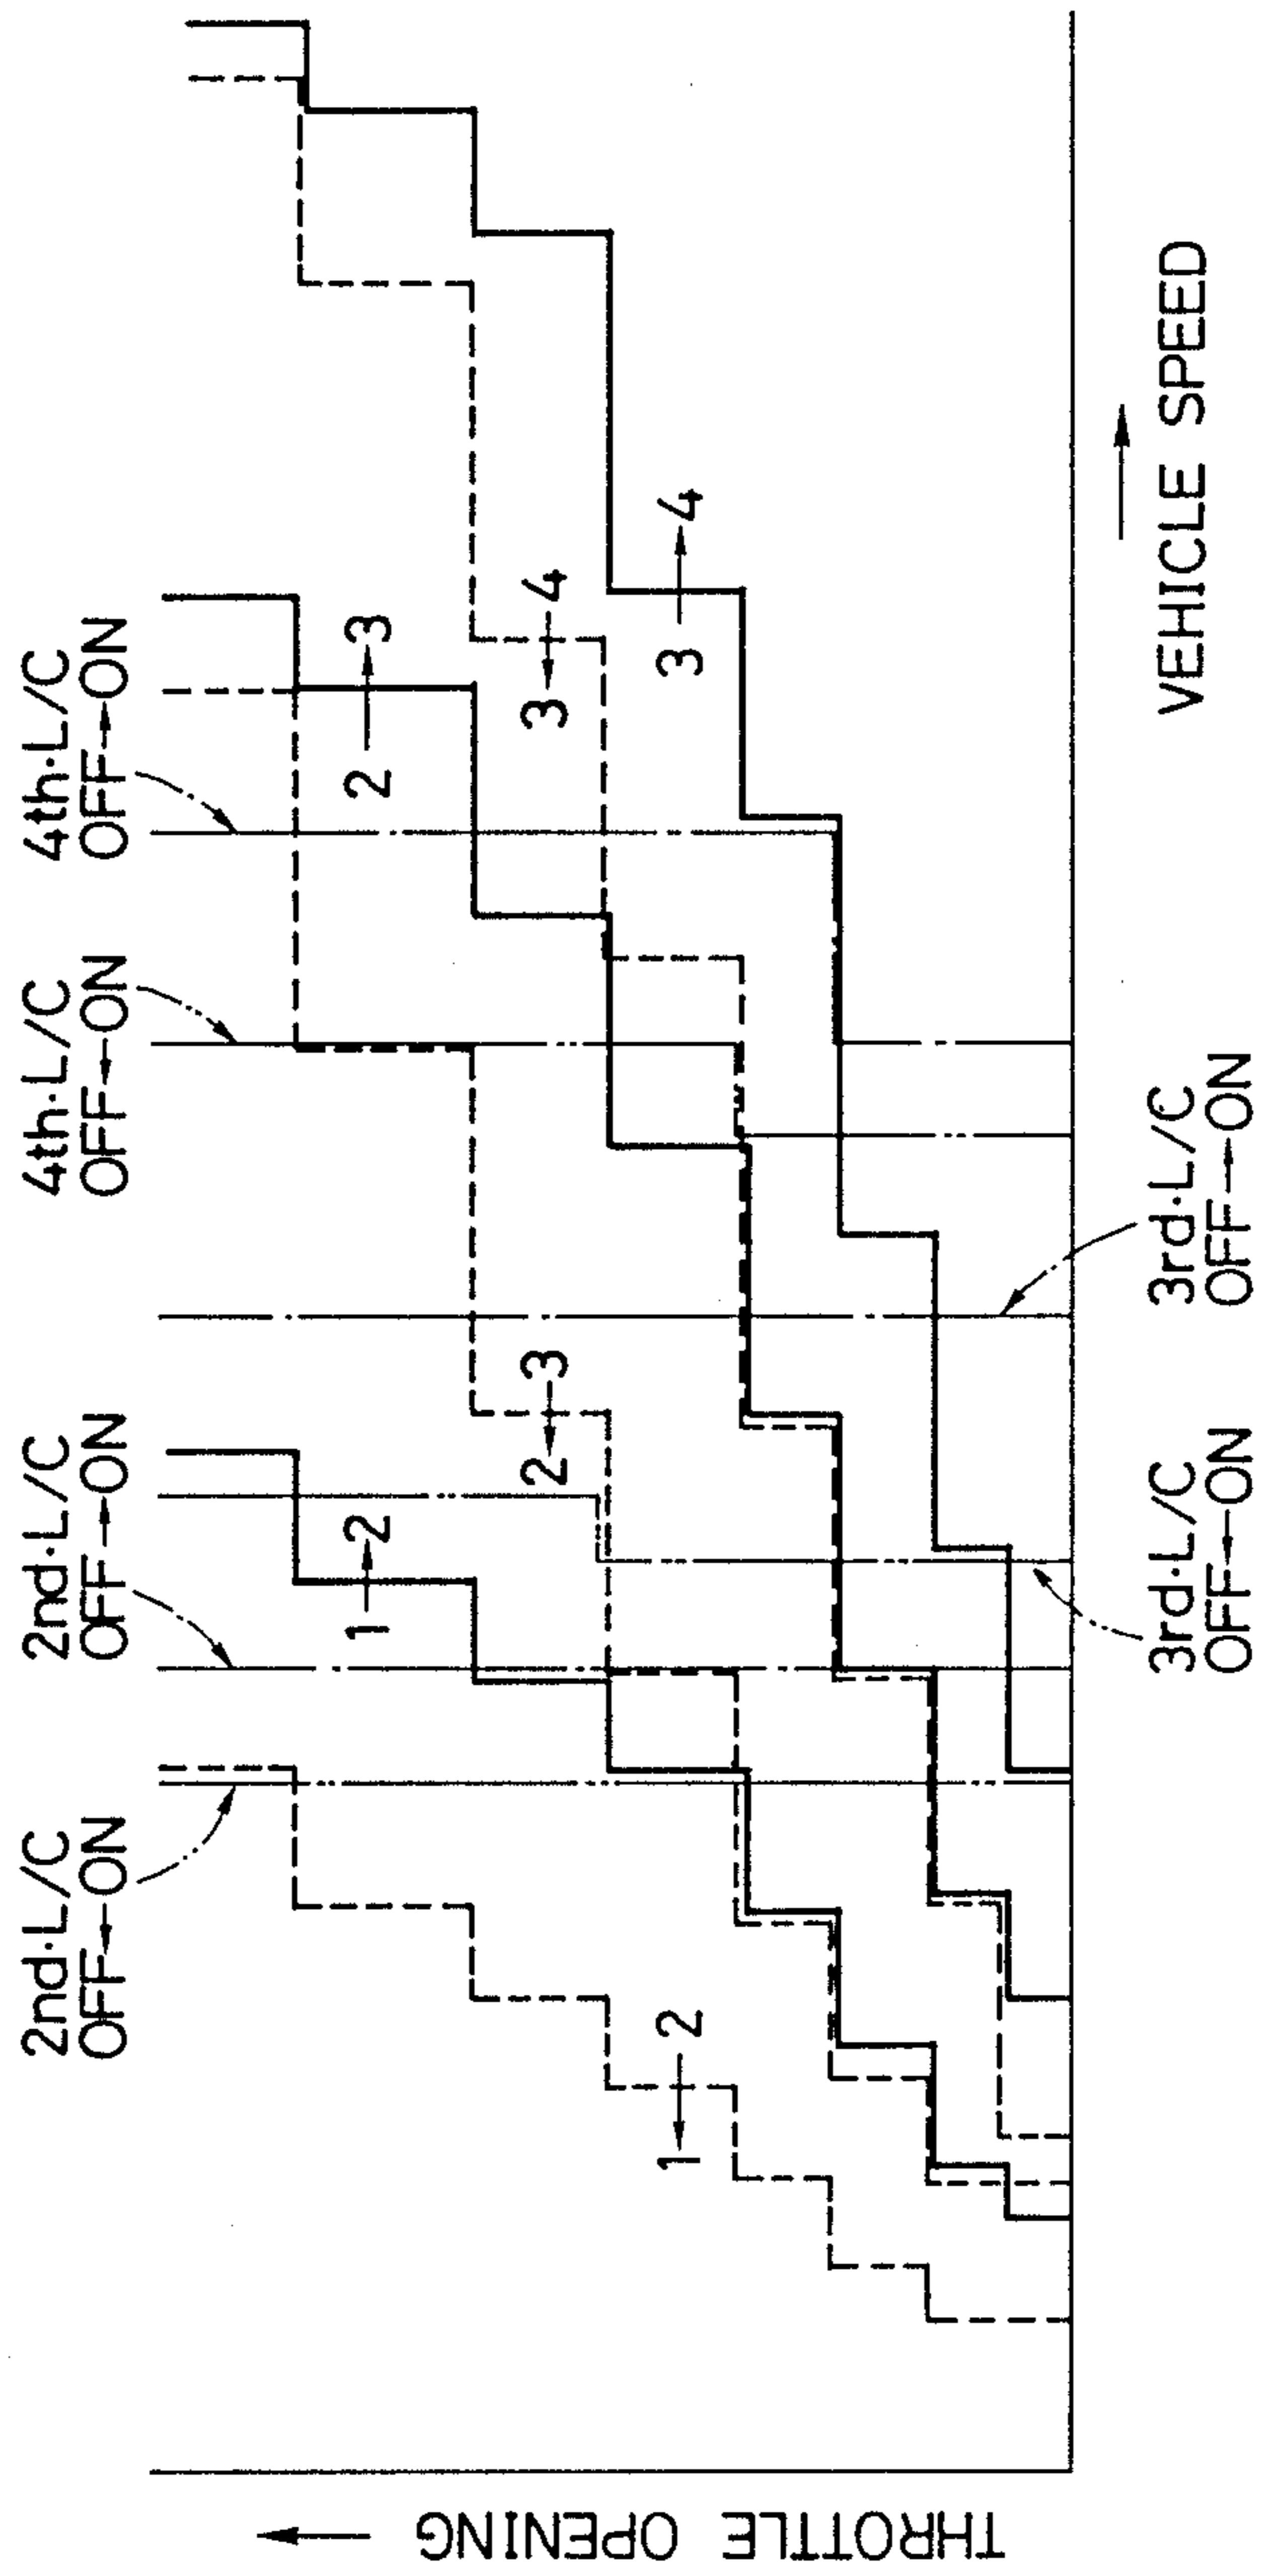 2nd·L/C
OFF←ON
2nd·L/C
OFF→ON
4th·L/C
OFF←ON
4th·L/C
OFF→ON
1→2
2→3
2←3
3←4
1←2
3→4
3rd·L/C
OFF←ON
3rd·L/C
OFF→ON
THROTTLE OPENING →
→
VEHICLE SPEED